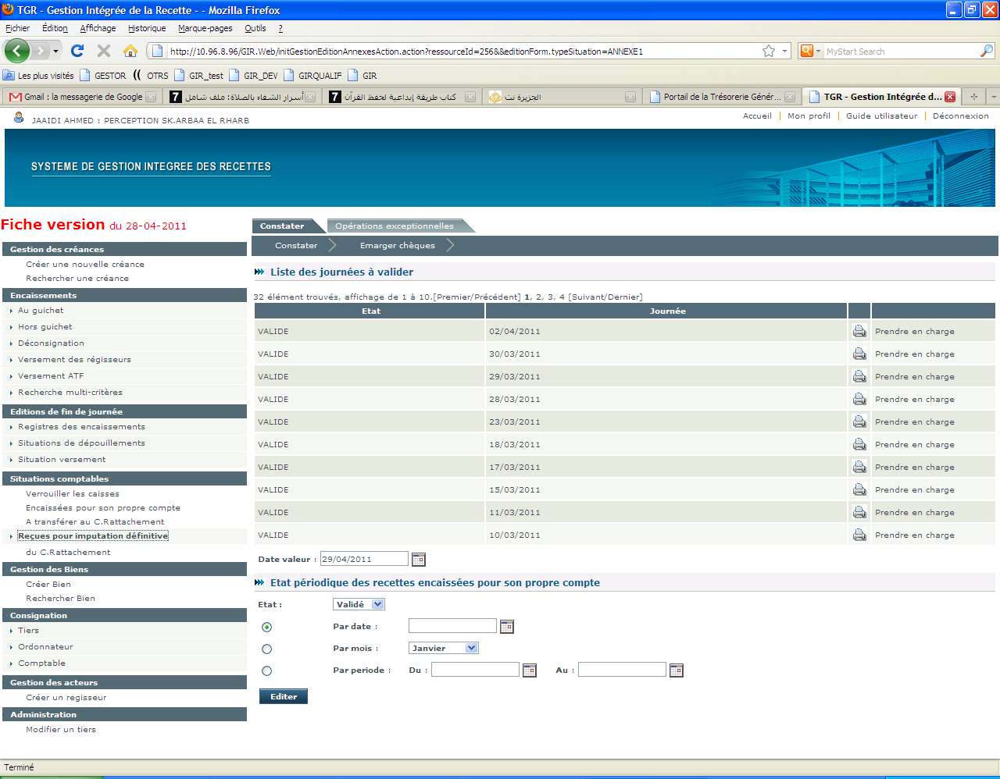 TGR - Gestion Intégrée de la Recette - - Mozilla Firefox
Fichier Édition Affichage Historique Marque-pages Outils ?
http://10.96.8.96/GIR.Web/initGestionEditionAnnexesAction.action?ressourceId=256&&editionForm.typeSituation=ANNEXE1
MyStart Search
Les plus visités GESTOR OTRS GIR_test GIR_DEV GIRQUALIF GIR
Gmail : la messagerie de Google
7 أسرار الشفاء بالصلاة: ملف شامل
7 كتاب طريقة إبداعية لحفظ القرآن
الجزيرة نت
Portail de la Trésorerie Génér...
TGR - Gestion Intégrée d...
JAAIDI AHMED : PERCEPTION SK.ARBAA EL RHARB
Accueil | Mon profil | Guide utilisateur | Déconnexion
SYSTEME DE GESTION INTEGREE DES RECETTES
Fiche version du 28-04-2011
Gestion des créances
Créer une nouvelle créance
Rechercher une créance
Encaissements
Au guichet
Hors guichet
Déconsignation
Versement des régisseurs
Versement ATF
Recherche multi-critères
Editions de fin de journée
Registres des encaissements
Situations de dépouillements
Situation versement
Situations comptables
Verrouiller les caisses
Encaissées pour son propre compte
A transférer au C.Rattachement
Reçues pour imputation définitive
du C.Rattachement
Gestion des Biens
Créer Bien
Rechercher Bien
Consignation
Tiers
Ordonnateur
Comptable
Gestion des acteurs
Créer un regisseur
Administration
Modifier un tiers
Constater Opérations exceptionnelles
Constater Emarger chèques
Liste des journées à valider
32 élément trouvés, affichage de 1 à 10.[Premier/Précédent] 1, 2, 3, 4 [Suivant/Dernier]
Etat Journée
VALIDE 02/04/2011 Prendre en charge
VALIDE 30/03/2011 Prendre en charge
VALIDE 29/03/2011 Prendre en charge
VALIDE 28/03/2011 Prendre en charge
VALIDE 23/03/2011 Prendre en charge
VALIDE 18/03/2011 Prendre en charge
VALIDE 17/03/2011 Prendre en charge
VALIDE 15/03/2011 Prendre en charge
VALIDE 11/03/2011 Prendre en charge
VALIDE 10/03/2011 Prendre en charge
Date valeur : 29/04/2011
Etat périodique des recettes encaissées pour son propre compte
Etat : Validé
Par date :
Par mois : Janvier
Par periode : Du : Au :
Editer
Terminé